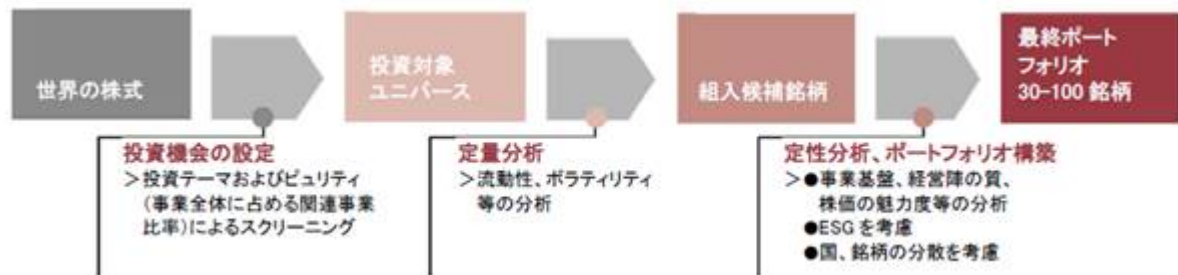 世界の株式
投資対象
ユニバース
組入候補銘柄
最終ポート
フォリオ
30-100 銘柄
投資機会の設定
＞投資テーマおよびピュリティ
（事業全体に占める関連事業
比率）によるスクリーニング
定量分析
＞流動性、ボラティリティ
等の分析
定性分析、ポートフォリオ構築
＞●事業基盤、経営陣の質、
株価の魅力度等の分析
●ESGを考慮
●国、銘柄の分散を考慮